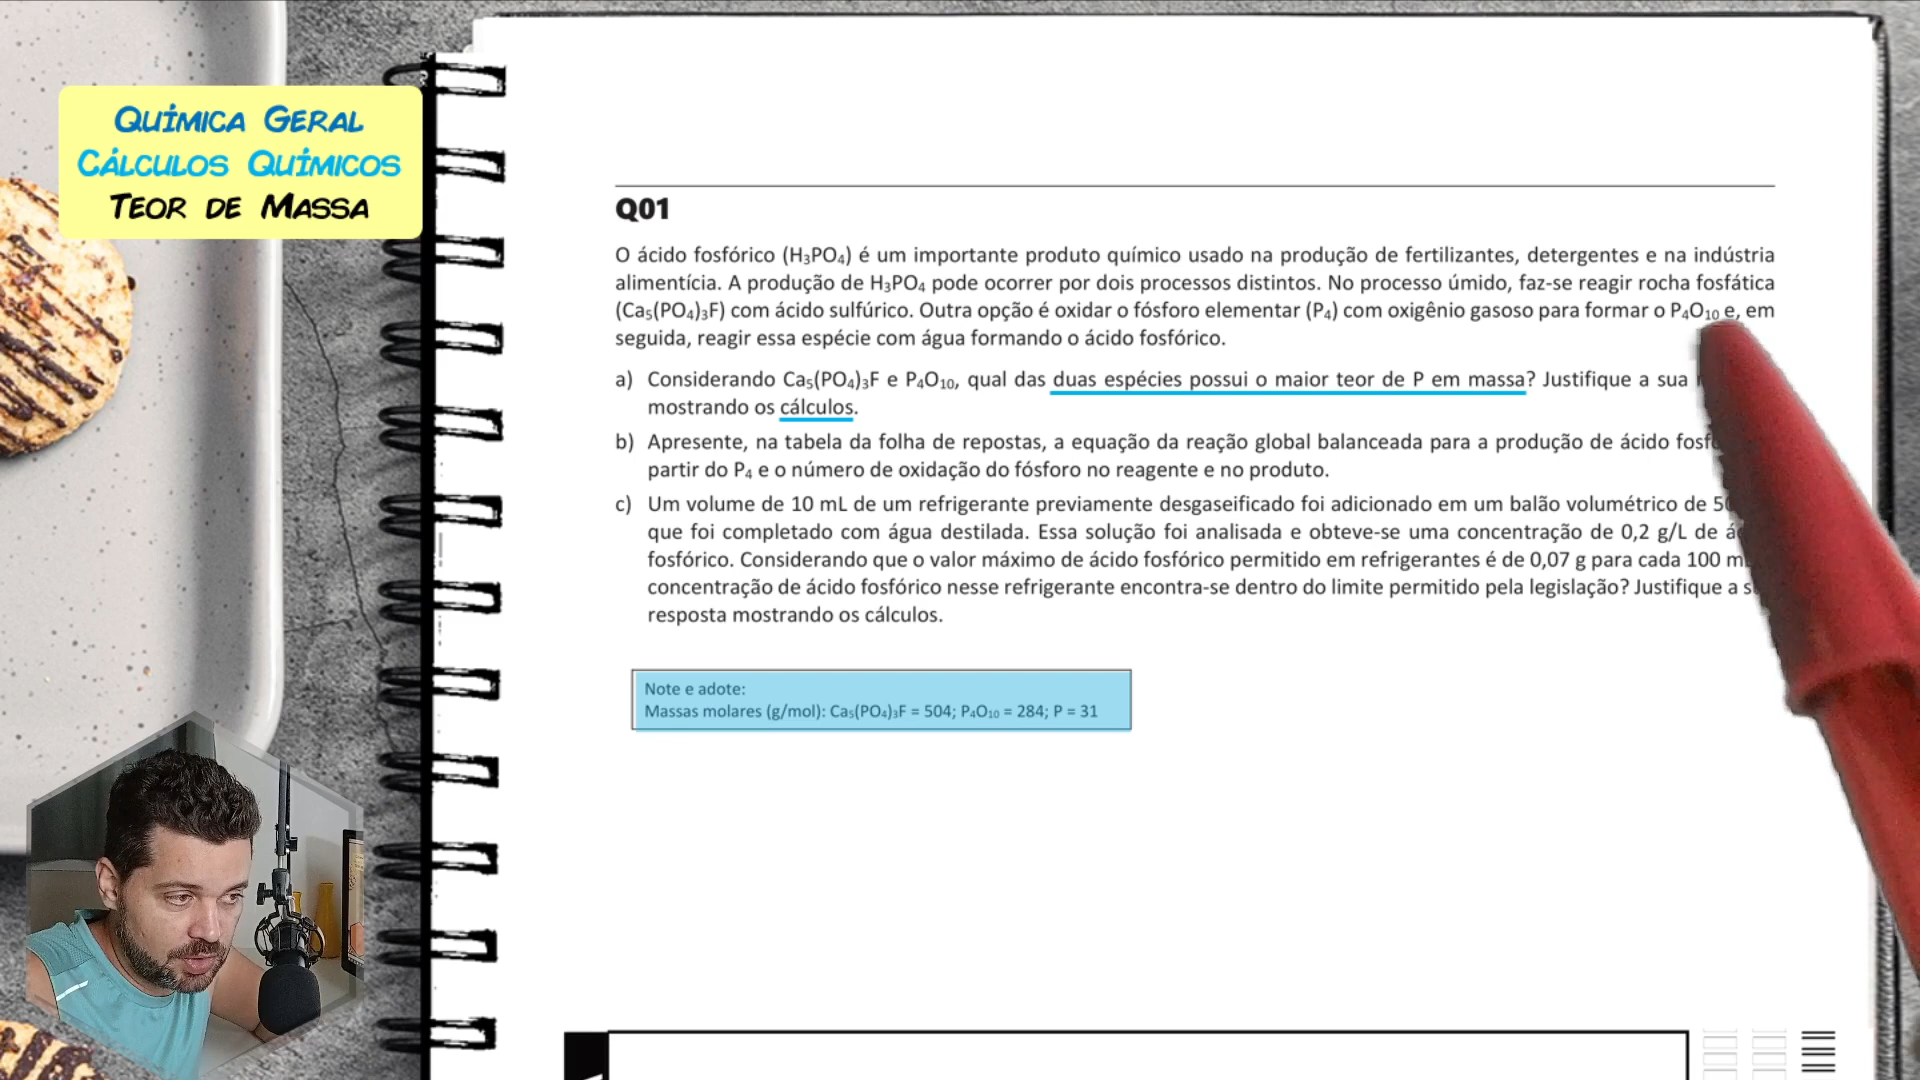 QUÍMICA GERAL
CÁLCULOS QUÍMICOS
TEOR DE MASSA
Q01
O ácido fosfórico (H₃PO₄) é um importante produto químico usado na produção de fertilizantes, detergentes e na indústria
alimentícia. A produção de H₃PO₄ pode ocorrer por dois processos distintos. No processo úmido, faz-se reagir rocha fosfática
(Ca₅(PO₄)₃F) com ácido sulfúrico. Outra opção é oxidar o fósforo elementar (P₄) com oxigênio gasoso para formar o P₄O₁₀ e, em
seguida, reagir essa espécie com água formando o ácido fosfórico.
a) Considerando Ca₅(PO₄)₃F e P₄O₁₀, qual das duas espécies possui o maior teor de P em massa? Justifique a sua
mostrando os cálculos.
b) Apresente, na tabela da folha de repostas, a equação da reação global balanceada para a produção de ácido
partir do P₄ e o número de oxidação do fósforo no reagente e no produto.
c) Um volume de 10 mL de um refrigerante previamente desgaseificado foi adicionado em um balão volumétrico de
que foi completado com água destilada. Essa solução foi analisada e obteve-se uma concentração de 0,2 g/L de
fosfórico. Considerando que o valor máximo de ácido fosfórico permitido em refrigerantes é de 0,07 g para cada 100
concentração de ácido fosfórico nesse refrigerante encontra-se dentro do limite permitido pela legislação? Justifique a
resposta mostrando os cálculos.
Note e adote:
Massas molares (g/mol): Ca₅(PO₄)₃F = 504; P₄O₁₀ = 284; P = 31